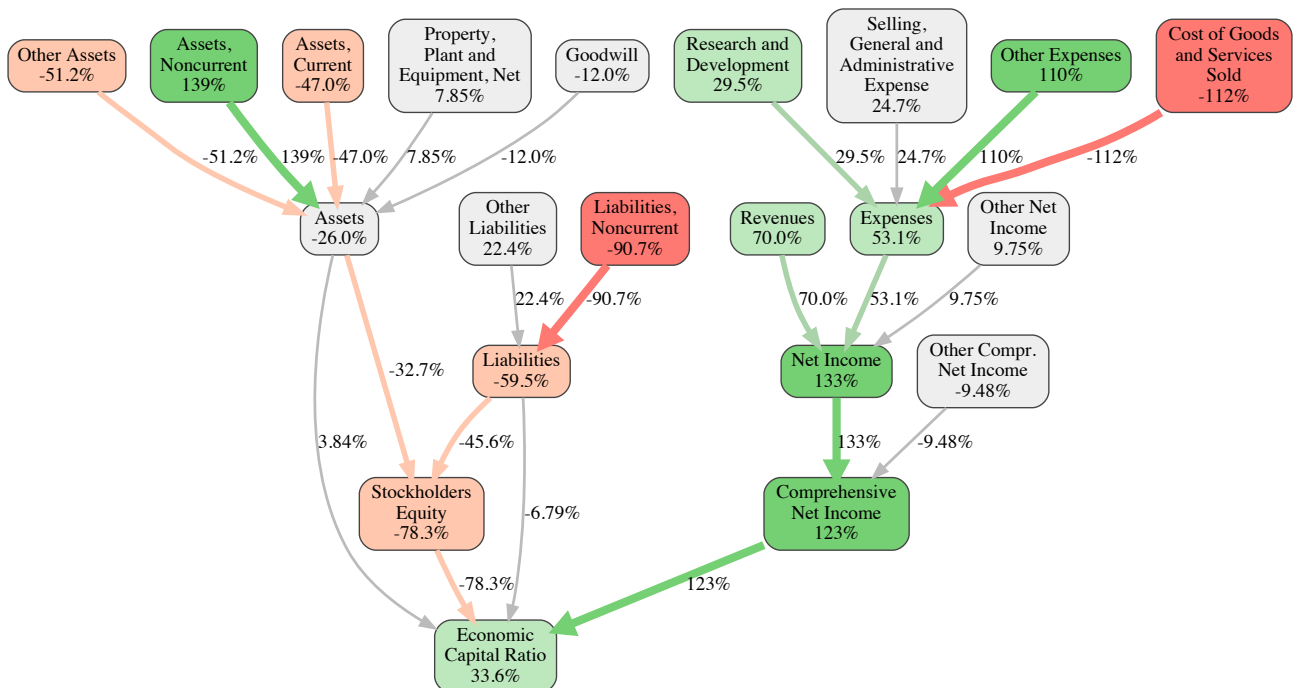 Other Assets
-51.2%
Assets,
Noncurrent
139%
Assets,
Current
-47.0%
Property,
Plant and
Equipment, Net
7.85%
Goodwill
-12.0%
Research and
Development
29.5%
Selling,
General and
Administrative
Expense
24.7%
Other Expenses
110%
Cost of Goods
and Services
Sold
-112%
-51.2%
139%
-47.0%
7.85%
-12.0%
29.5%
24.7%
110%
-112%
Assets
-26.0%
Other
Liabilities
22.4%
Liabilities,
Noncurrent
-90.7%
Revenues
70.0%
Expenses
53.1%
Other Net
Income
9.75%
22.4%
-90.7%
70.0%
53.1%
9.75%
-32.7%
Liabilities
-59.5%
Net Income
133%
Other Compr.
Net Income
-9.48%
3.84%
-45.6%
133%
-9.48%
Stockholders
Equity
-78.3%
-6.79%
Comprehensive
Net Income
123%
-78.3%
123%
Economic
Capital Ratio
33.6%